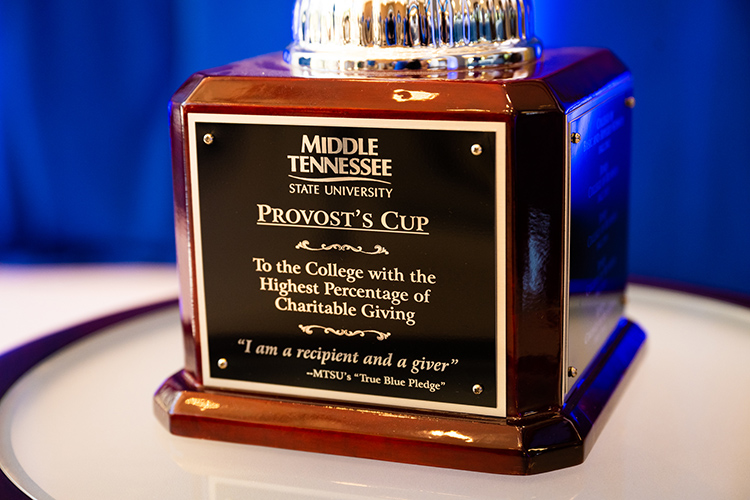 MIDDLE
TENNESSEE
STATE UNIVERSITY
PROVOST'S CUP
To the College with the
Highest Percentage of
Charitable Giving
"I am a recipient and a giver"
--MTSU's "True Blue Pledge"